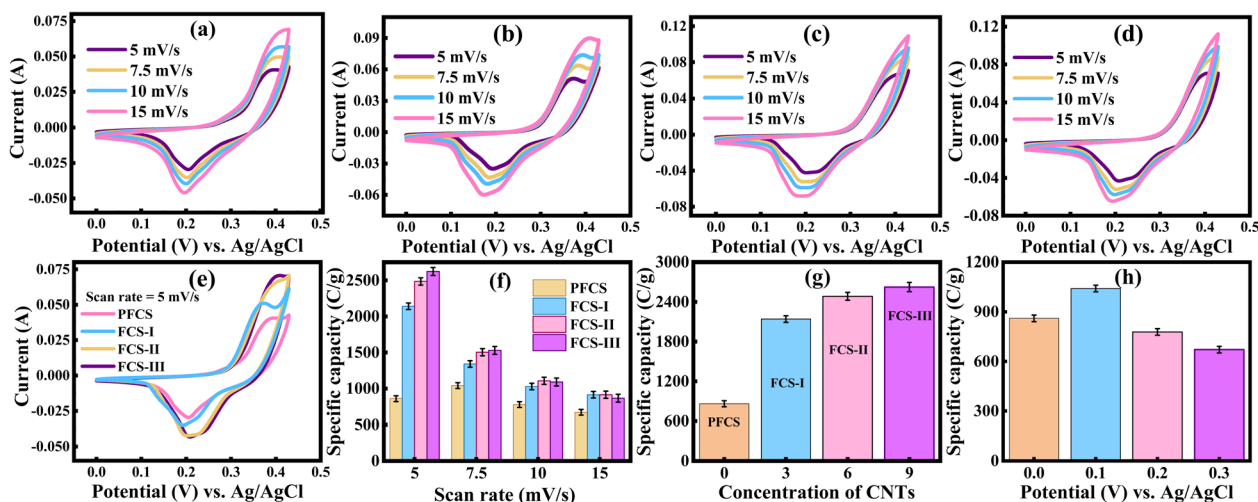 (a)
5 mV/s
7.5 mV/s
10 mV/s
15 mV/s
Current (A)
0.075
0.050
0.025
0.000
-0.025
-0.050
0.0 0.1 0.2 0.3 0.4 0.5
Potential (V) vs. Ag/AgCl
(b)
5 mV/s
7.5 mV/s
10 mV/s
15 mV/s
Current (A)
0.09
0.06
0.03
0.00
-0.03
-0.06
0.0 0.1 0.2 0.3 0.4 0.5
Potential (V) vs. Ag/AgCl
(c)
5 mV/s
7.5 mV/s
10 mV/s
15 mV/s
Current (A)
0.12
0.08
0.04
0.00
-0.04
-0.08
0.0 0.1 0.2 0.3 0.4 0.5
Potential (V) vs. Ag/AgCl
(d)
5 mV/s
7.5 mV/s
10 mV/s
15 mV/s
Current (A)
0.12
0.08
0.04
0.00
-0.04
-0.08
0.0 0.1 0.2 0.3 0.4 0.5
Potential (V) vs. Ag/AgCl
(e)
Scan rate = 5 mV/s
PFCS
FCS-I
FCS-II
FCS-III
Current (A)
0.075
0.050
0.025
0.000
-0.025
-0.050
0.0 0.1 0.2 0.3 0.4 0.5
Potential (V) vs. Ag/AgCl
(f)
PFCS
FCS-I
FCS-II
FCS-III
Specific capacity (C/g)
2500
2000
1500
1000
500
0
5 7.5 10 15
Scan rate (mV/s)
(g)
Specific capacity (C/g)
3000
2400
1800
1200
600
0
PFCS
FCS-I
FCS-II
FCS-III
0 3 6 9
Concentration of CNTs
(h)
Specific capacity (C/g)
1200
900
600
300
0
0.0 0.1 0.2 0.3
Potential (V) vs. Ag/AgCl